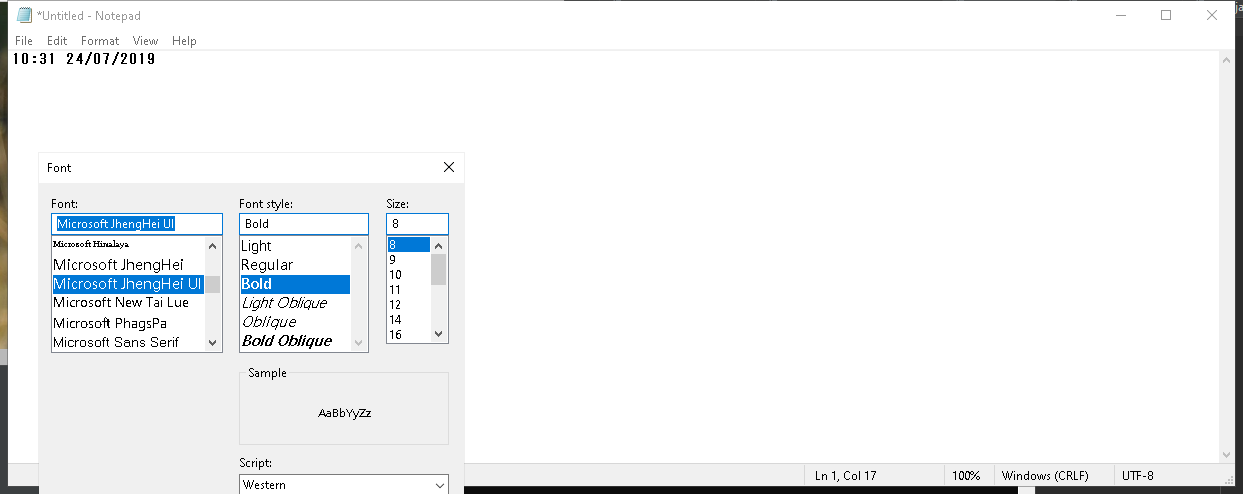 *Untitled - Notepad
File Edit Format View Help
10:31 24/07/2019
Font
Font: Font style: Size:
Microsoft JhengHei UI Bold 8
Microsoft Himalaya Light 8
Microsoft JhengHei Regular 9
Microsoft JhengHei UI Bold 10
Microsoft New Tai Lue Light Oblique 11
Microsoft PhagsPa Oblique 12
Microsoft Sans Serif Bold Oblique 14
16
Sample
AaBbYyZz
Script:
Western
Ln 1, Col 17 100% Windows (CRLF) UTF-8